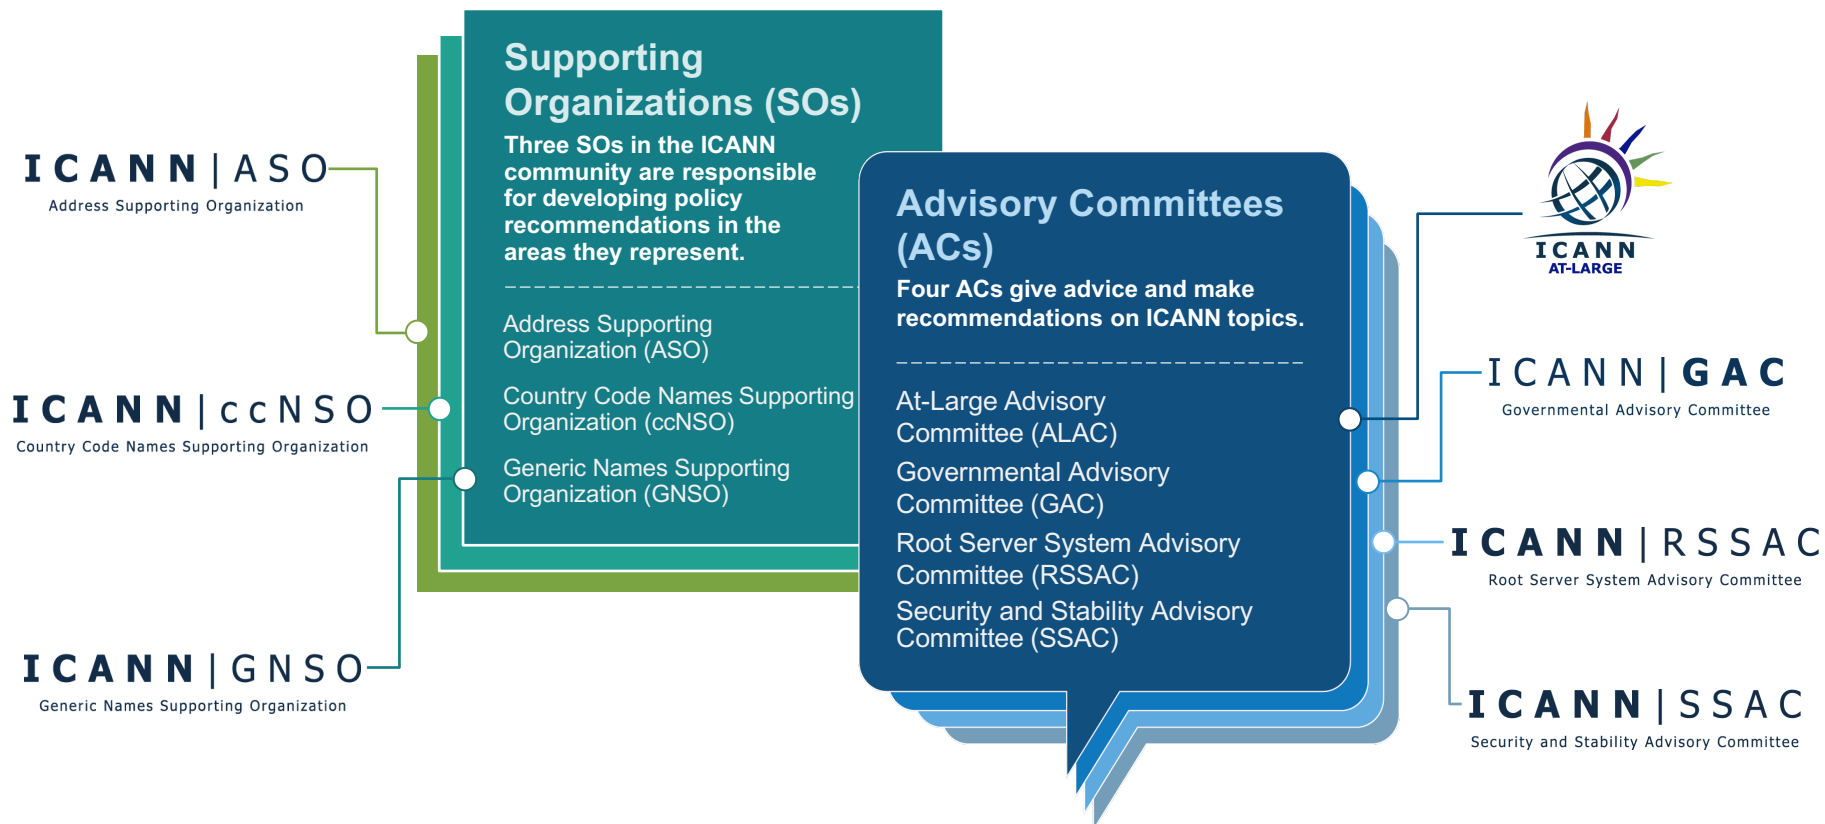 Supporting
Organizations (SOs)
Three SOs in the ICANN
community are responsible
for developing policy
recommendations in the
areas they represent.
Address Supporting
Organization (ASO)
Country Code Names Supporting
Organization (ccNSO)
Generic Names Supporting
Organization (GNSO)
ICANN|ASO
Address Supporting Organization
ICANN|ccNSO
Country Code Names Supporting Organization
ICANN|GNSO
Generic Names Supporting Organization
Advisory Committees
(ACs)
Four ACs give advice and make
recommendations on ICANN topics.
At-Large Advisory
Committee (ALAC)
Governmental Advisory
Committee (GAC)
Root Server System Advisory
Committee (RSSAC)
Security and Stability Advisory
Committee (SSAC)
ICANN
AT-LARGE
ICANN|GAC
Governmental Advisory Committee
ICANN|RSSAC
Root Server System Advisory Committee
ICANN|SSAC
Security and Stability Advisory Committee